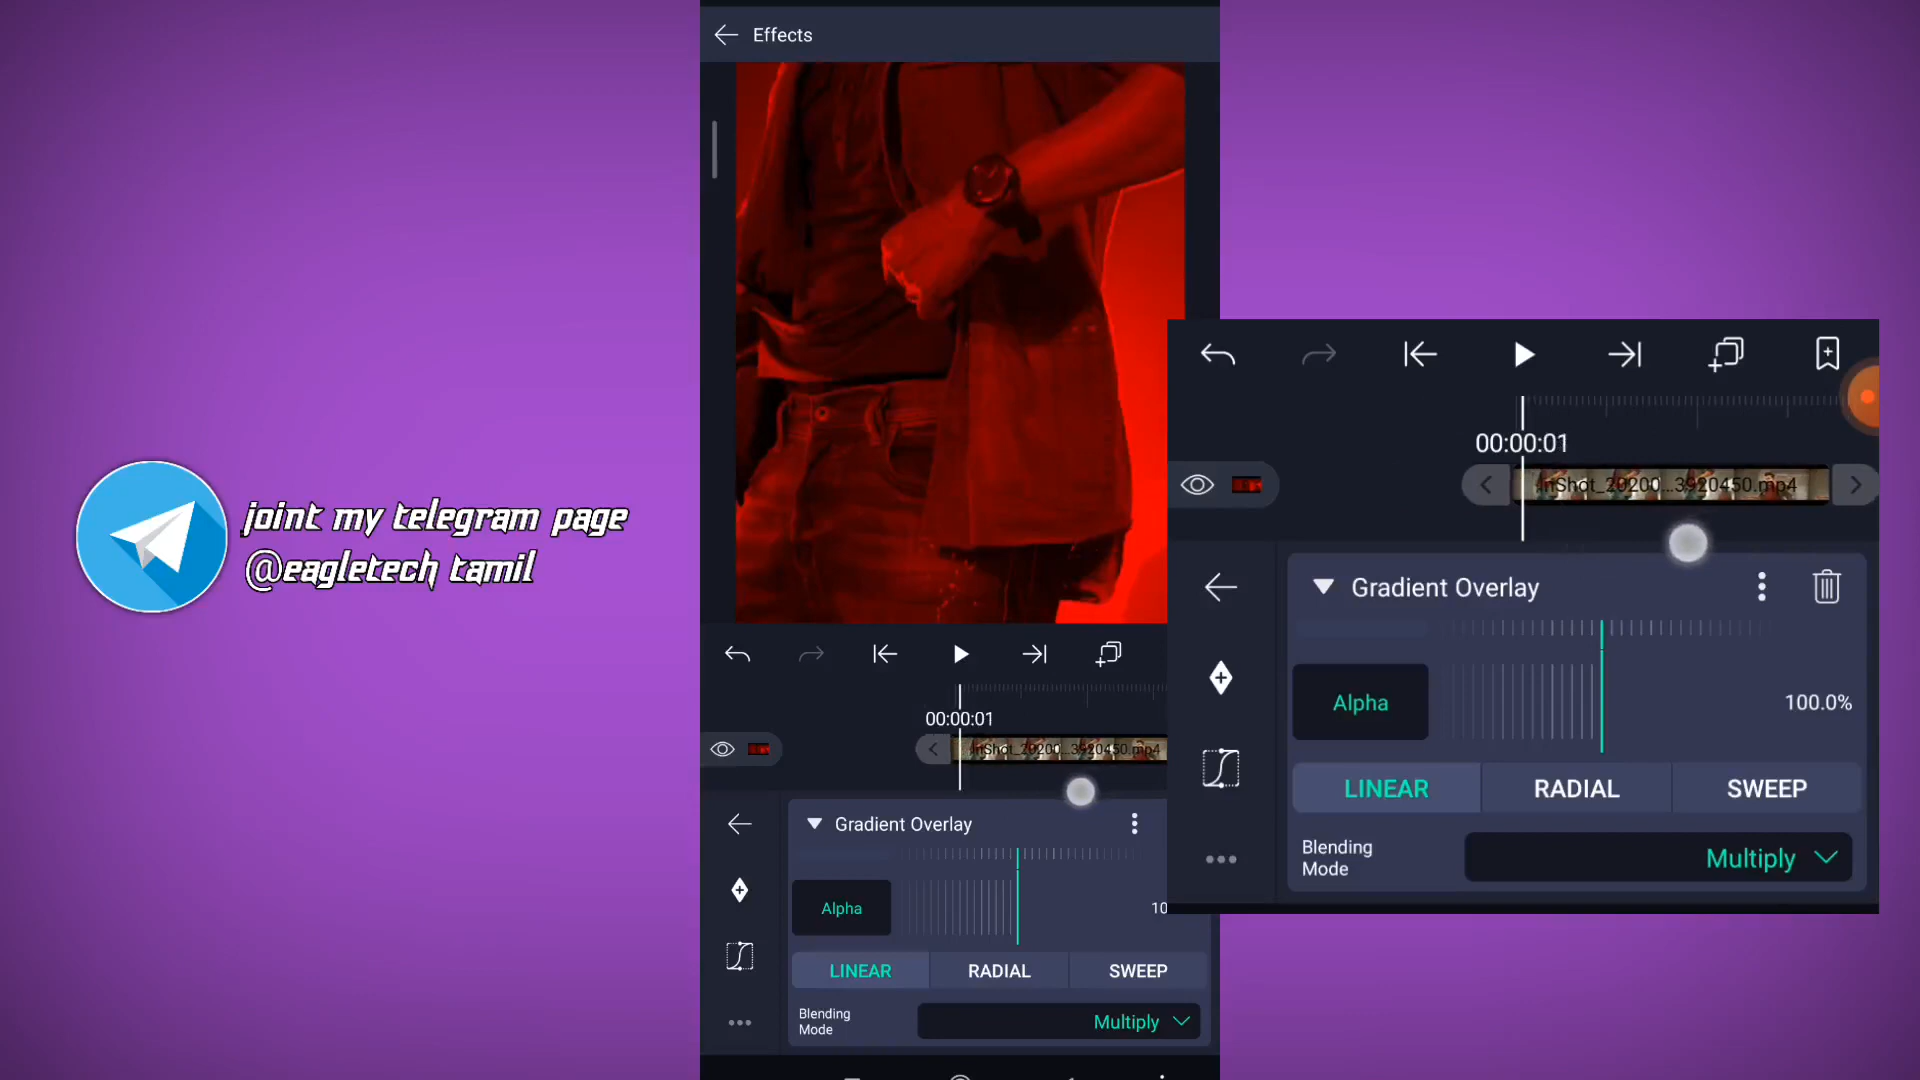 Effects
joint my telegram page
@eagletech tamil
00:00:01
InShot_20200...3920450.mp4
Gradient Overlay
Alpha
10
LINEAR
RADIAL
SWEEP
Blending
Mode
Multiply
00:00:01
InShot_20200...3920450.mp4
Gradient Overlay
Alpha
100.0%
LINEAR
RADIAL
SWEEP
Blending
Mode
Multiply